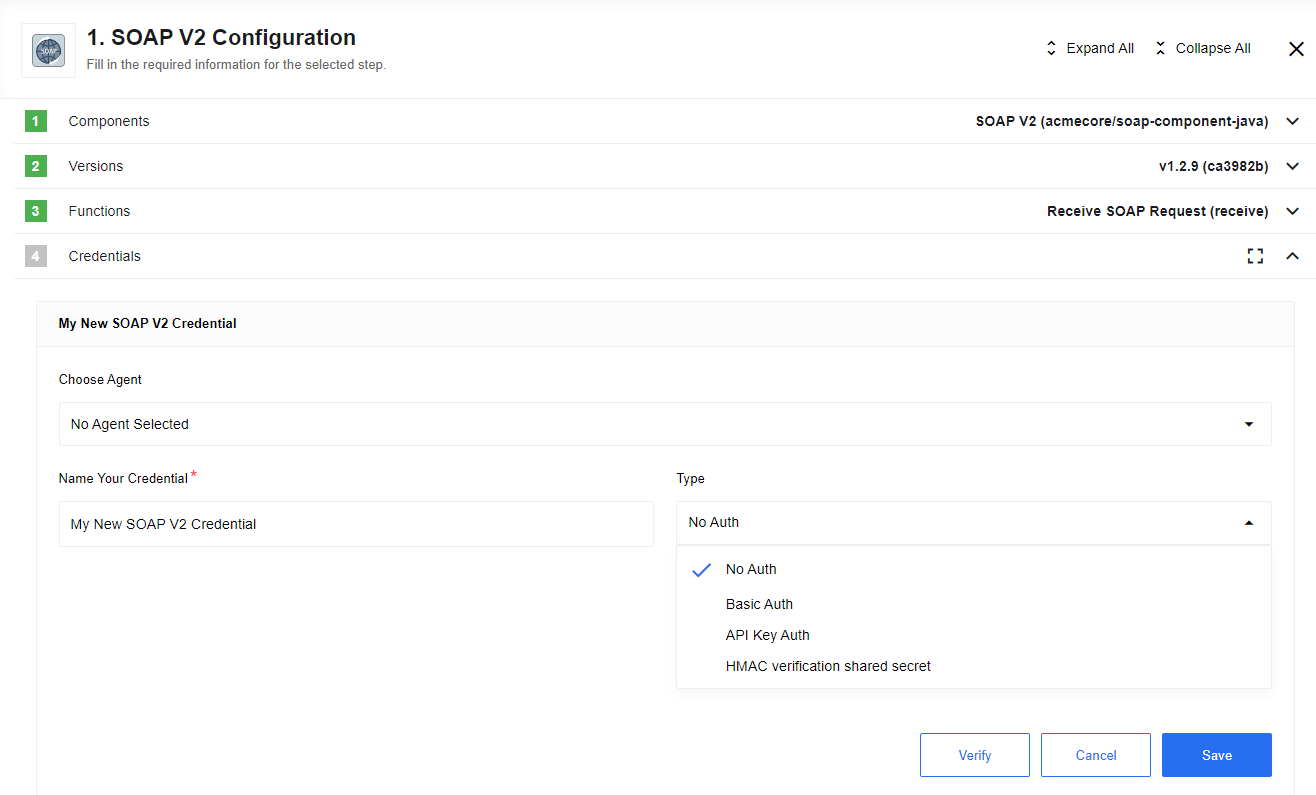 SOAP
1. SOAP V2 Configuration
Fill in the required information for the selected step.
Expand All
Collapse All
1 Components SOAP V2 (acmecore/soap-component-java)
2 Versions v1.2.9 (ca3982b)
3 Functions Receive SOAP Request (receive)
4 Credentials
My New SOAP V2 Credential
Choose Agent
No Agent Selected
Name Your Credential *
My New SOAP V2 Credential
Type
No Auth
No Auth
Basic Auth
API Key Auth
HMAC verification shared secret
Verify
Cancel
Save